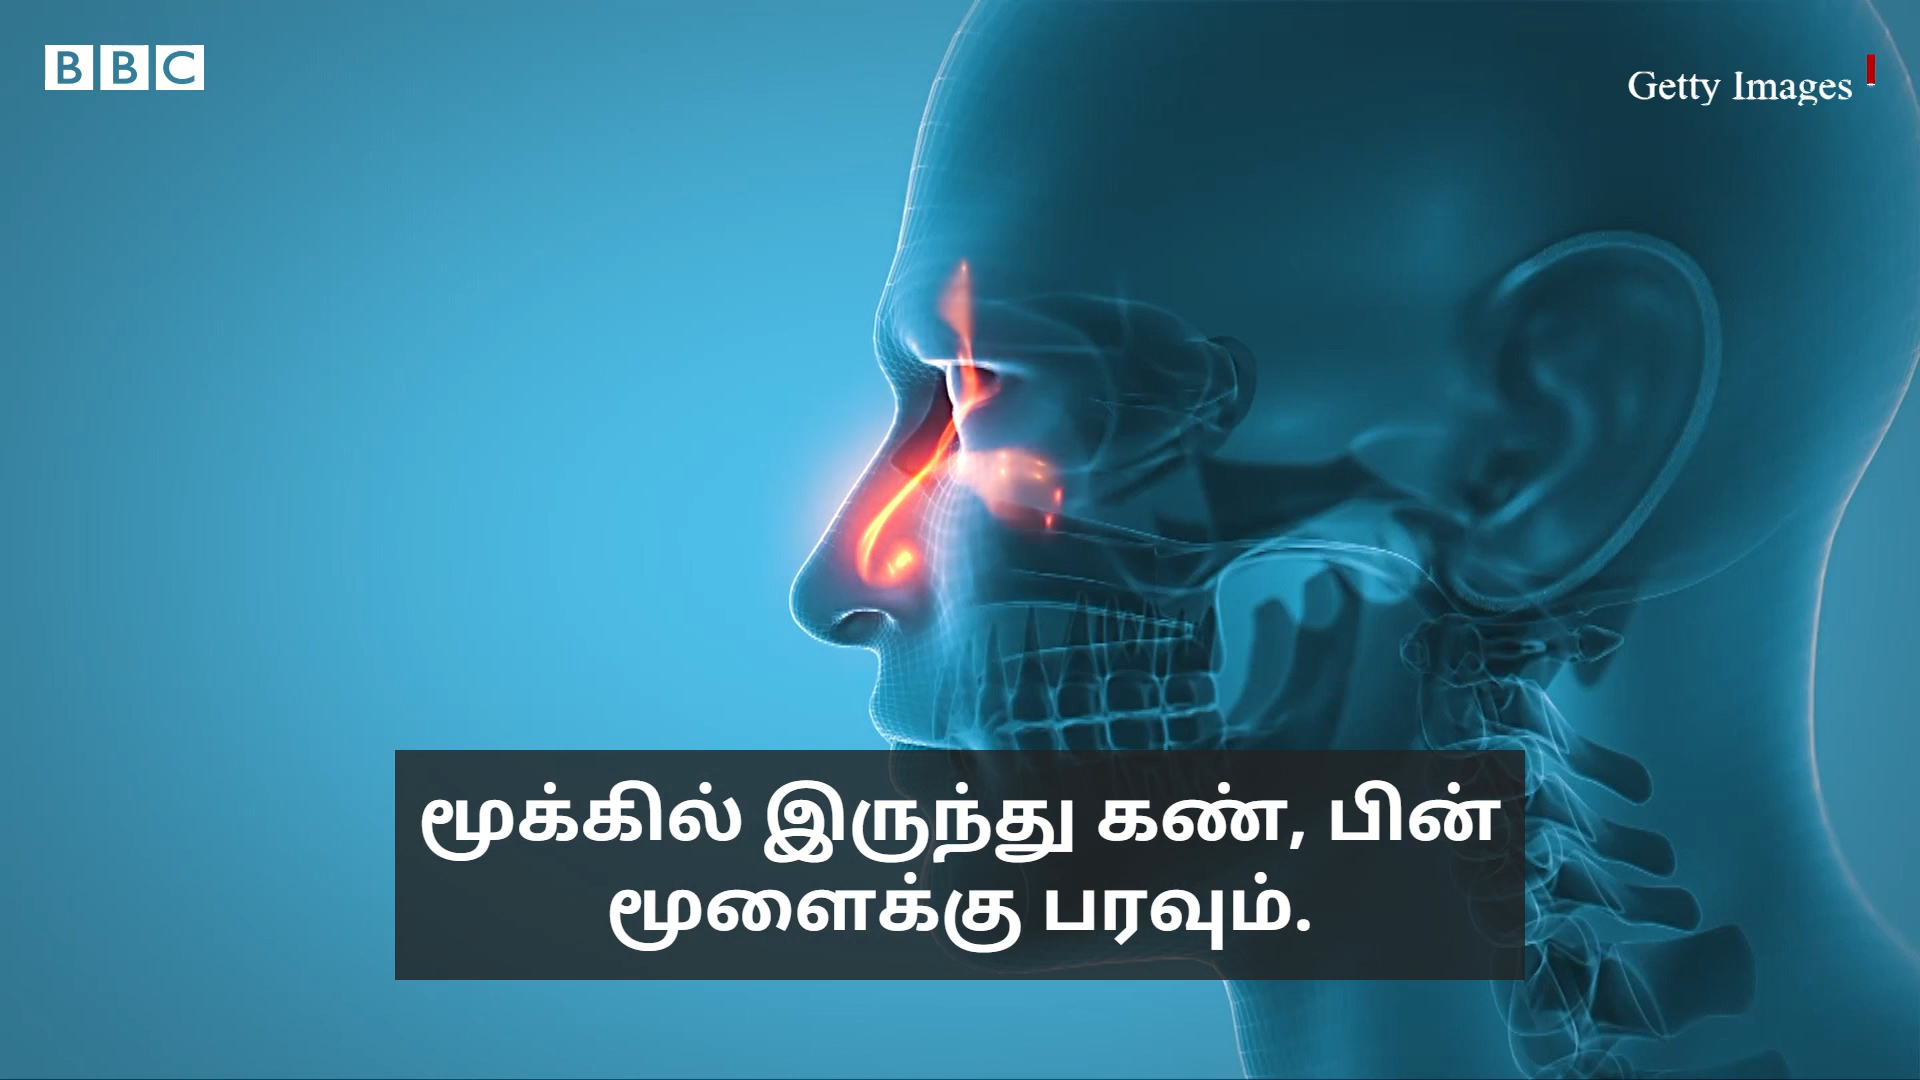 BBC
Getty Images
மூக்கில் இருந்து கண், பின்
மூளைக்கு பரவும்.